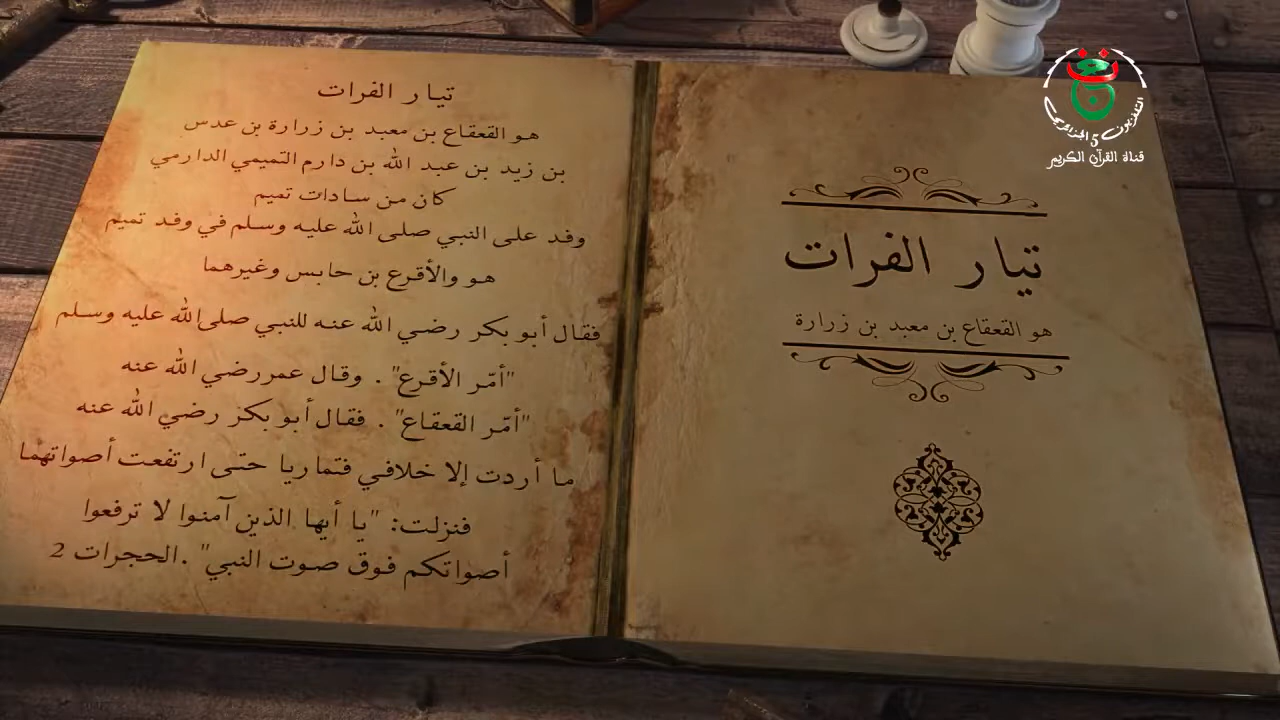 تيار الفرات
هو القعقاع بن معبد بن زرارة
تيار الفرات
هو القعقاع بن معبد بن زرارة بن عدس
بن زيد بن عبد الله بن دارم التميمي الدارمي
كان من سادات تميم
وفد على النبي صلى الله عليه وسلم في وفد تميم
هو والأقرع بن حابس وغيرهما
فقال أبو بكر رضي الله عنه للنبي صلى الله عليه وسلم
"أمّر الأقرع". وقال عمر رضي الله عنه
"أمّر القعقاع". فقال أبو بكر رضي الله عنه
ما أردت إلا خلافي فتماريا حتى ارتفعت أصواتهما
فنزلت: "يا أيها الذين آمنوا لا ترفعوا
أصواتكم فوق صوت النبي". الحجرات 2
التلفزيون الجزائري 5
قناة القرآن الكريم